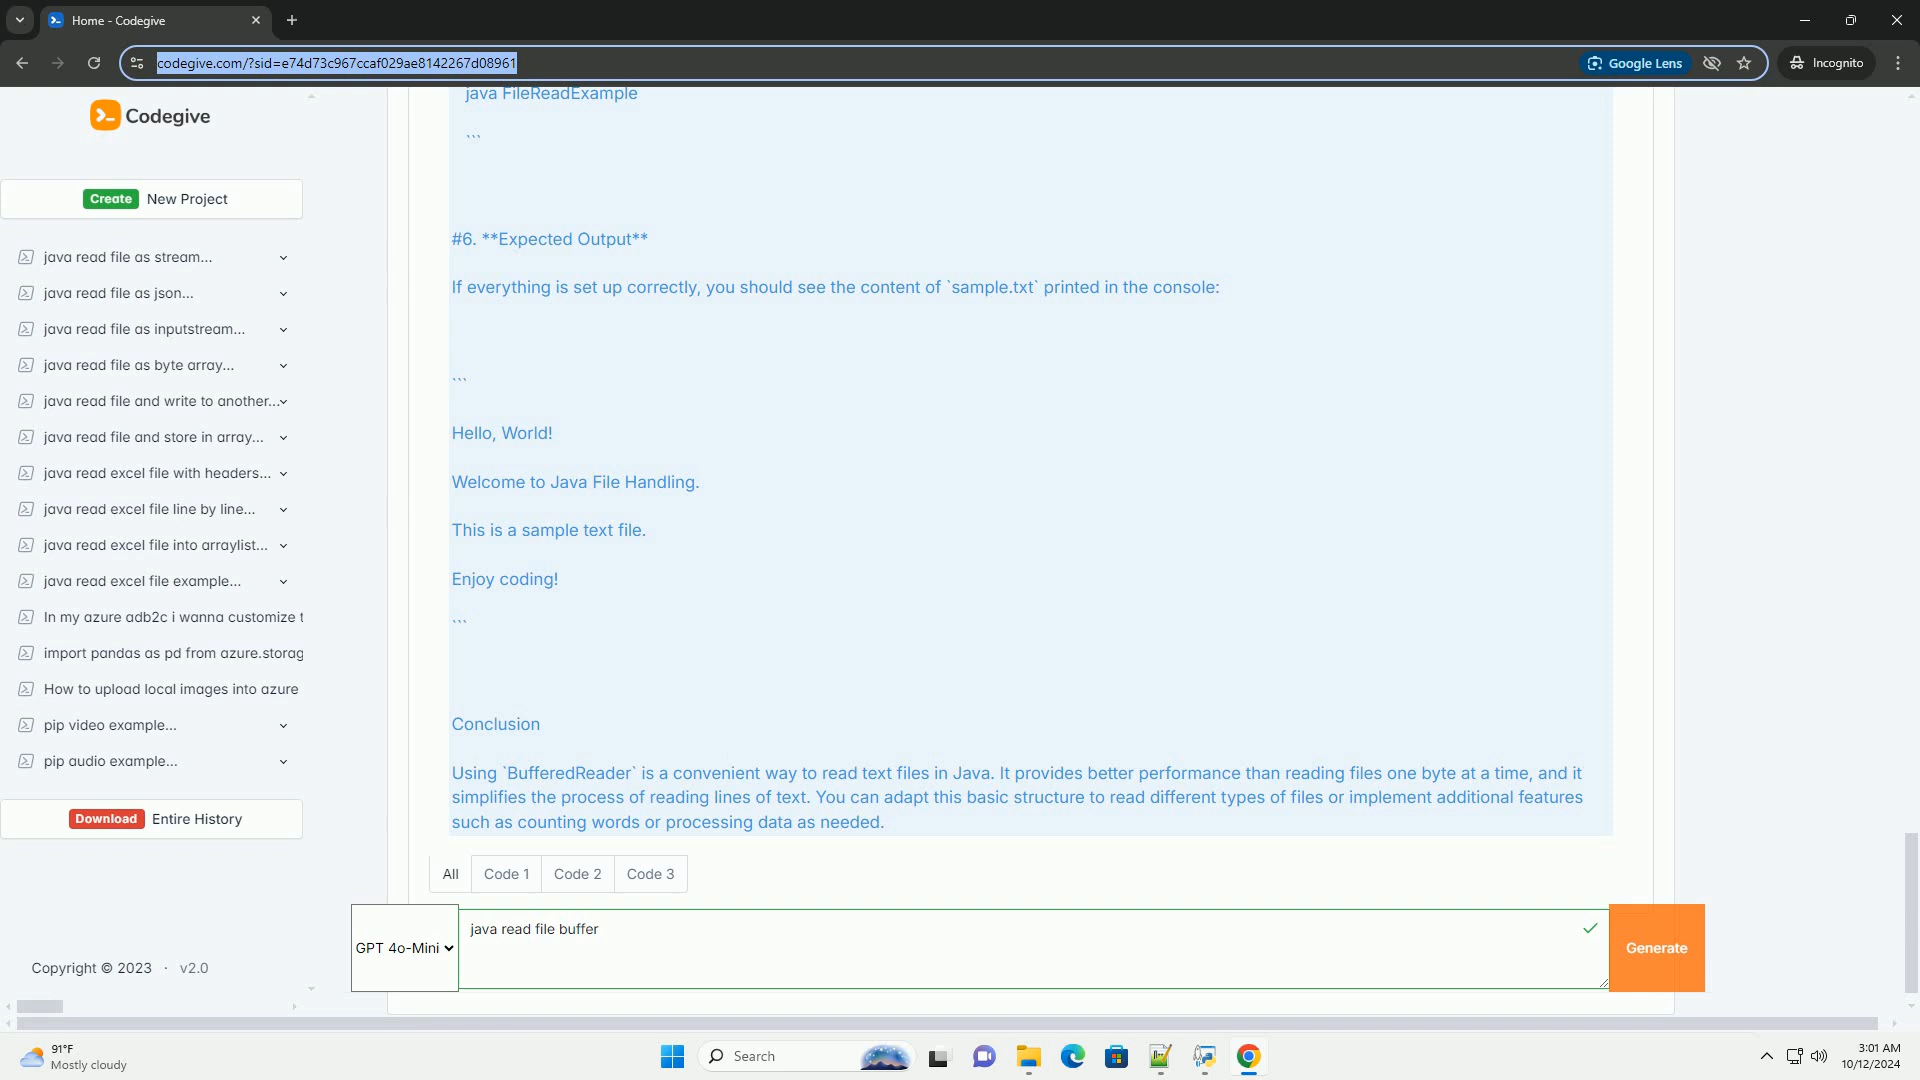 Home - Codegive
codegive.com/?sid=e74d73c967ccaf029ae8142267d08961
Google Lens
Incognito
Codegive
Create New Project
java read file as stream...
java read file as json...
java read file as inputstream...
java read file as byte array...
java read file and write to another...
java read file and store in array...
java read excel file with headers...
java read excel file line by line...
java read excel file into arraylist...
java read excel file example...
In my azure adb2c i wanna customize t
import pandas as pd from azure.storag
How to upload local images into azure
pip video example...
pip audio example...
Download Entire History
Copyright © 2023 · v2.0
java FileReadExample
```
#6. **Expected Output**
If everything is set up correctly, you should see the content of `sample.txt` printed in the console:
```
Hello, World!
Welcome to Java File Handling.
This is a sample text file.
Enjoy coding!
```
Conclusion
Using `BufferedReader` is a convenient way to read text files in Java. It provides better performance than reading files one byte at a time, and it
simplifies the process of reading lines of text. You can adapt this basic structure to read different types of files or implement additional features
such as counting words or processing data as needed.
All Code 1 Code 2 Code 3
GPT 4o-Mini
java read file buffer
Generate
91°F
Mostly cloudy
Search
3:01 AM
10/12/2024